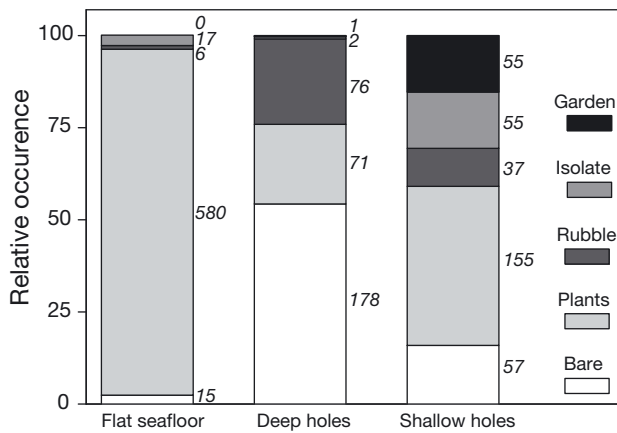 Relative occurence
100
75
50
25
0
0
17
6
580
15
1
2
76
71
178
55
55
37
155
57
Garden
Isolate
Rubble
Plants
Bare
Flat seafloor
Deep holes
Shallow holes